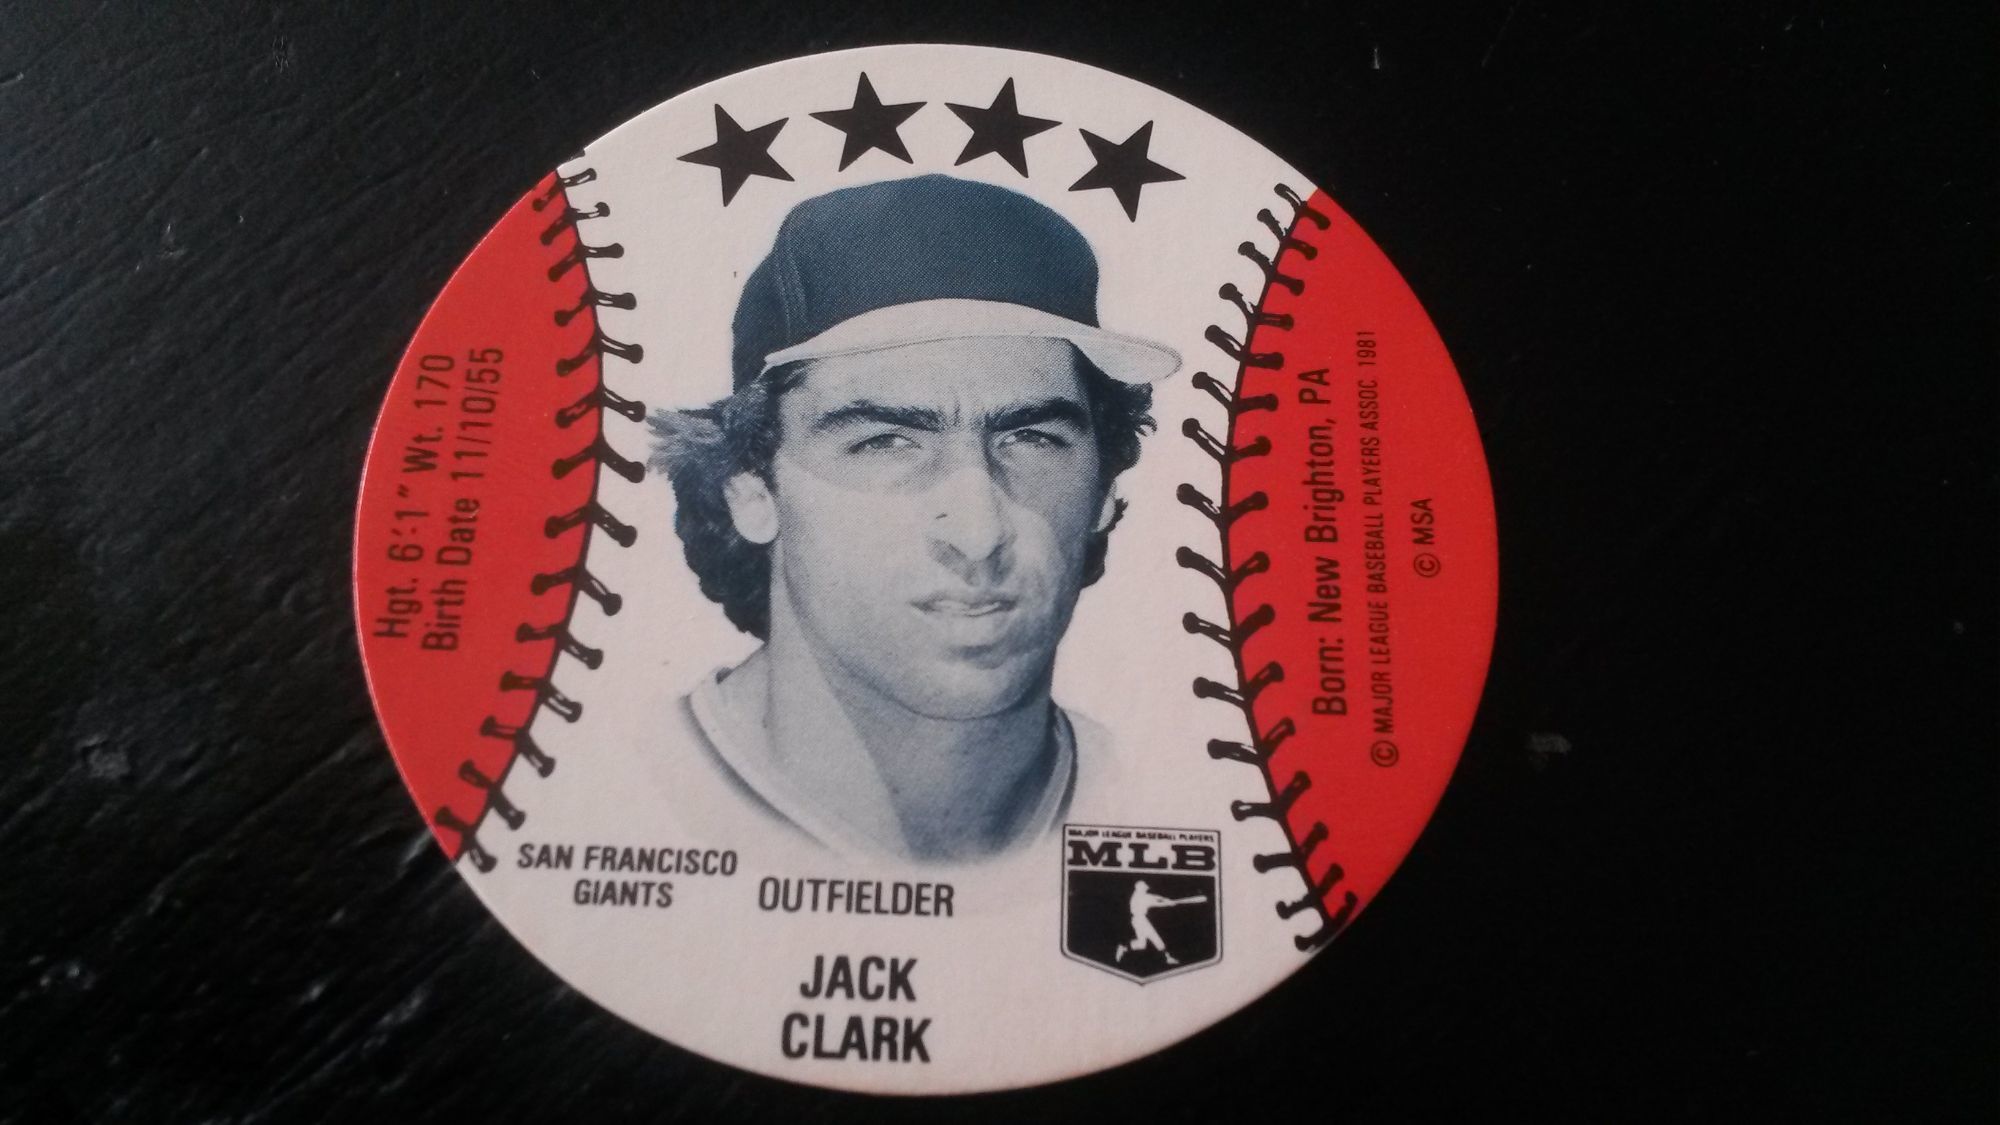 Hgt. 6':1" Wt. 170
Birth Date 11/10/55
Born: New Brighton, PA
© MAJOR LEAGUE BASEBALL PLAYERS ASSOC 1981
© MSA
SAN FRANCISCO
GIANTS
OUTFIELDER
JACK
CLARK
MAJOR LEAGUE BASEBALL PLAYERS
MLB